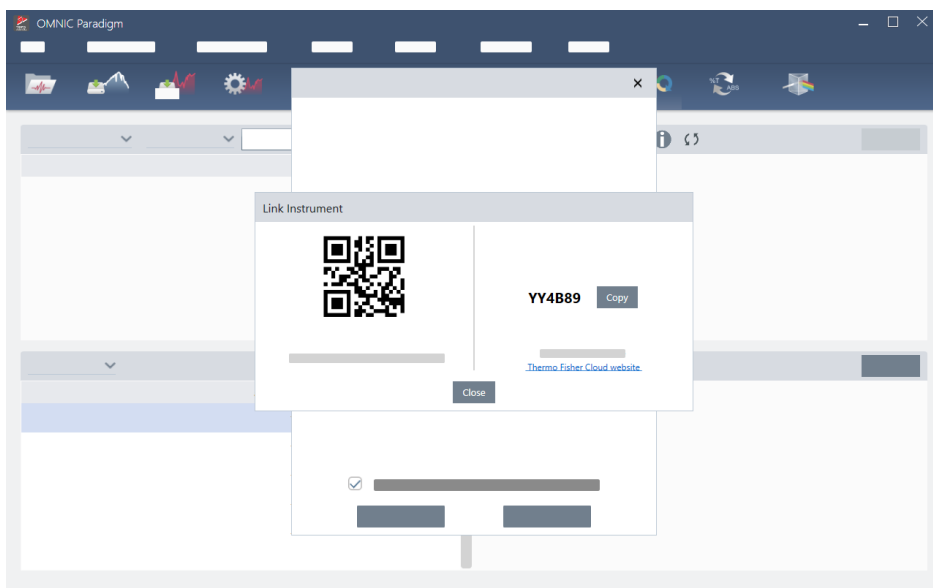 OMNIC Paradigm
%T
ABS
Link Instrument
YY4B89
Copy
Thermo Fisher Cloud website
Close